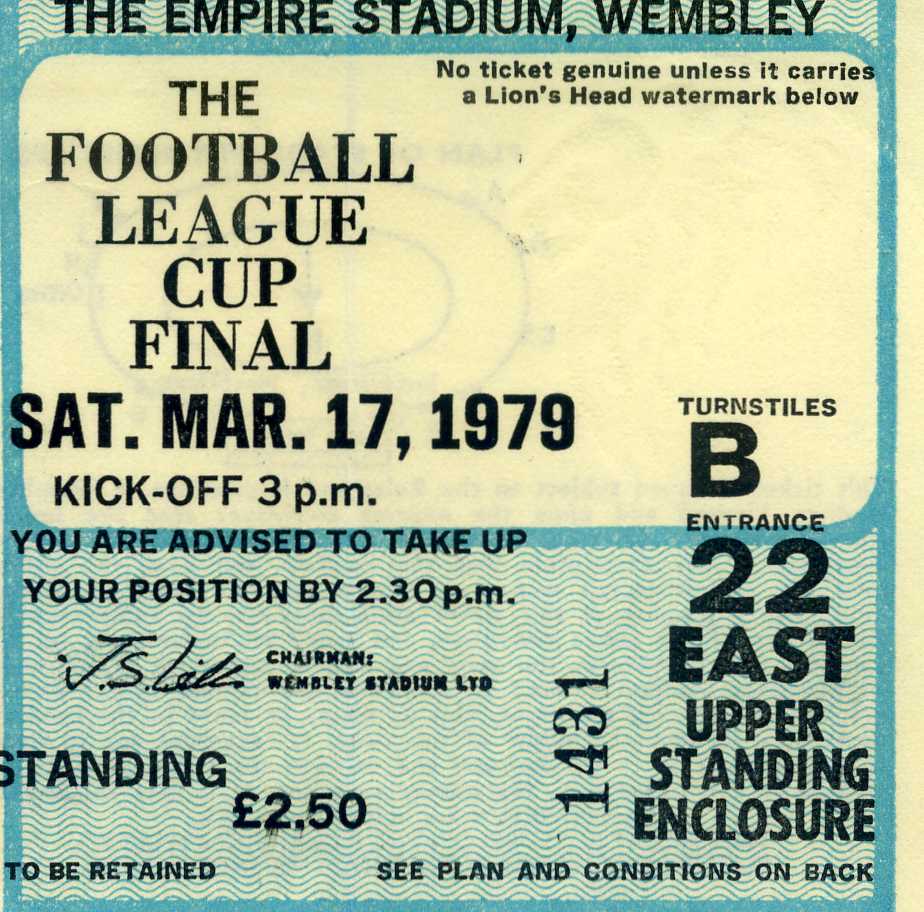 THE EMPIRE STADIUM, WEMBLEY
No ticket genuine unless it carries
a Lion's Head watermark below
THE
FOOTBALL
LEAGUE
CUP
FINAL
SAT. MAR. 17, 1979
KICK-OFF 3 p.m.
YOU ARE ADVISED TO TAKE UP
YOUR POSITION BY 2.30 p.m.
TURNSTILES
B
ENTRANCE
22
EAST
UPPER
STANDING
ENCLOSURE
CHAIRMAN:
WEMBLEY STADIUM LTD
1431
STANDING
£2.50
TO BE RETAINED
SEE PLAN AND CONDITIONS ON BACK